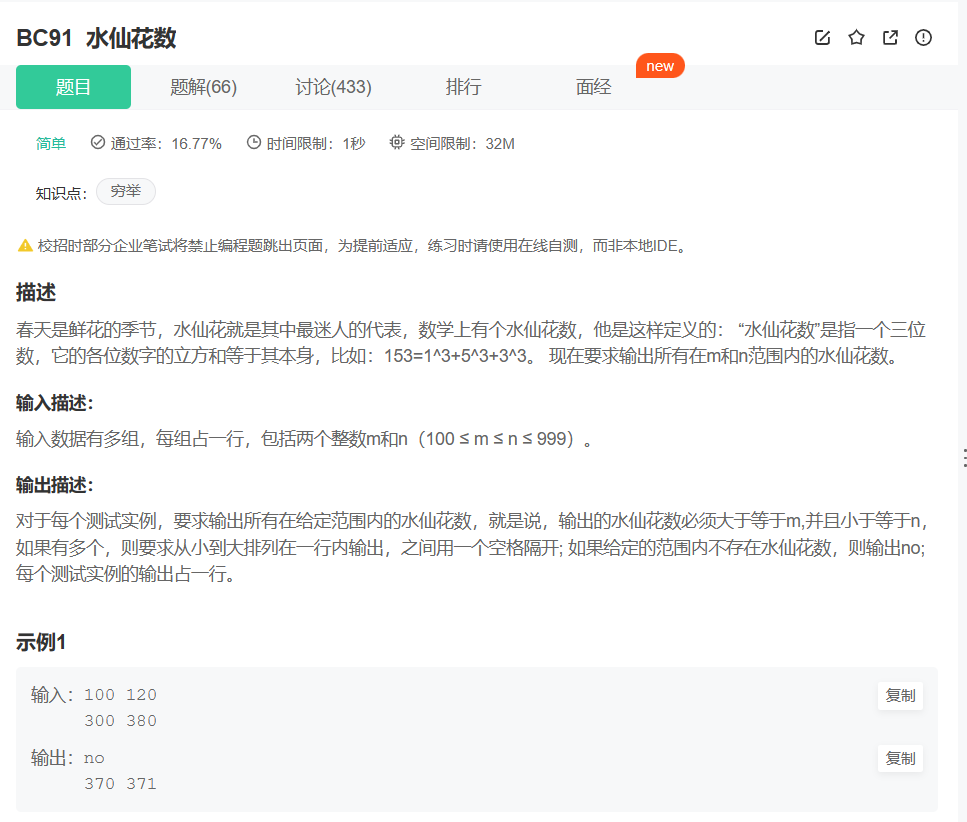 BC91 水仙花数
题目 题解(66) 讨论(433) 排行 面经 new
简单 通过率：16.77% 时间限制：1秒 空间限制：32M
知识点： 穷举
校招时部分企业笔试将禁止编程题跳出页面，为提前适应，练习时请使用在线自测，而非本地IDE。
描述
春天是鲜花的季节，水仙花就是其中最迷人的代表，数学上有个水仙花数，他是这样定义的： “水仙花数”是指一个三位
数，它的各位数字的立方和等于其本身，比如：153=1^3+5^3+3^3。 现在要求输出所有在m和n范围内的水仙花数。
输入描述：
输入数据有多组，每组占一行，包括两个整数m和n（100 ≤ m ≤ n ≤ 999）。
输出描述：
对于每个测试实例，要求输出所有在给定范围内的水仙花数，就是说，输出的水仙花数必须大于等于m,并且小于等于n，
如果有多个，则要求从小到大排列在一行内输出，之间用一个空格隔开; 如果给定的范围内不存在水仙花数，则输出no;
每个测试实例的输出占一行。
示例1
输入：100 120 复制
300 380
输出：no 复制
370 371